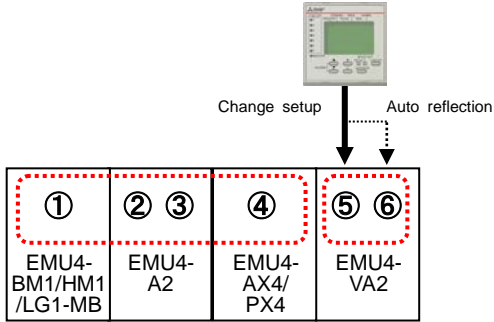 Change setup Auto reflection
① ② ③ ④ ⑤ ⑥
EMU4-
BM1/HM1
/LG1-MB
EMU4-
A2
EMU4-
AX4/
PX4
EMU4-
VA2